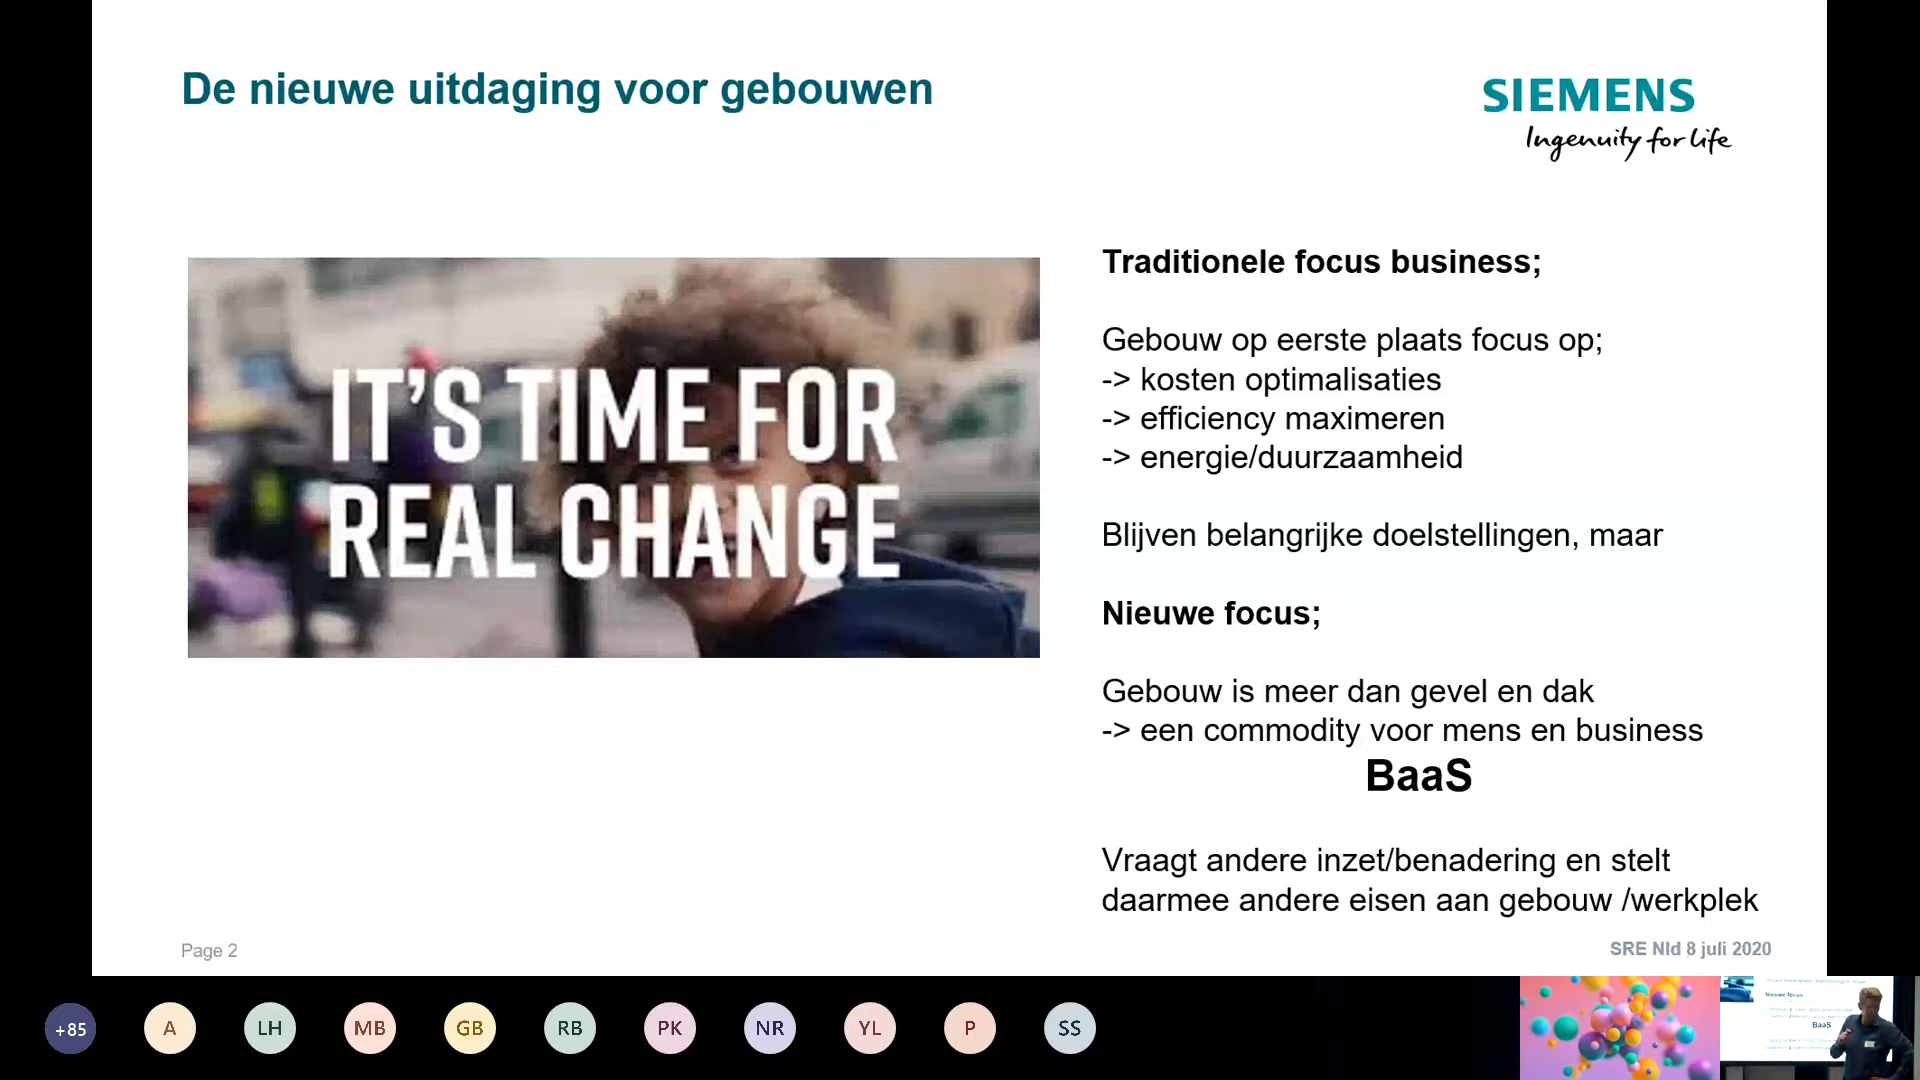 De nieuwe uitdaging voor gebouwen
SIEMENS
Ingenuity for life
IT'S TIME FOR
REAL CHANGE
Traditionele focus business;
Gebouw op eerste plaats focus op;
-> kosten optimalisaties
-> efficiency maximeren
-> energie/duurzaamheid
Blijven belangrijke doelstellingen, maar
Nieuwe focus;
Gebouw is meer dan gevel en dak
-> een commodity voor mens en business
BaaS
Vraagt andere inzet/benadering en stelt
daarmee andere eisen aan gebouw /werkplek
Page 2
SRE Nld 8 juli 2020
+85
A
LH
MB
GB
RB
PK
NR
YL
P
SS
Nieuwe focus
BaaS